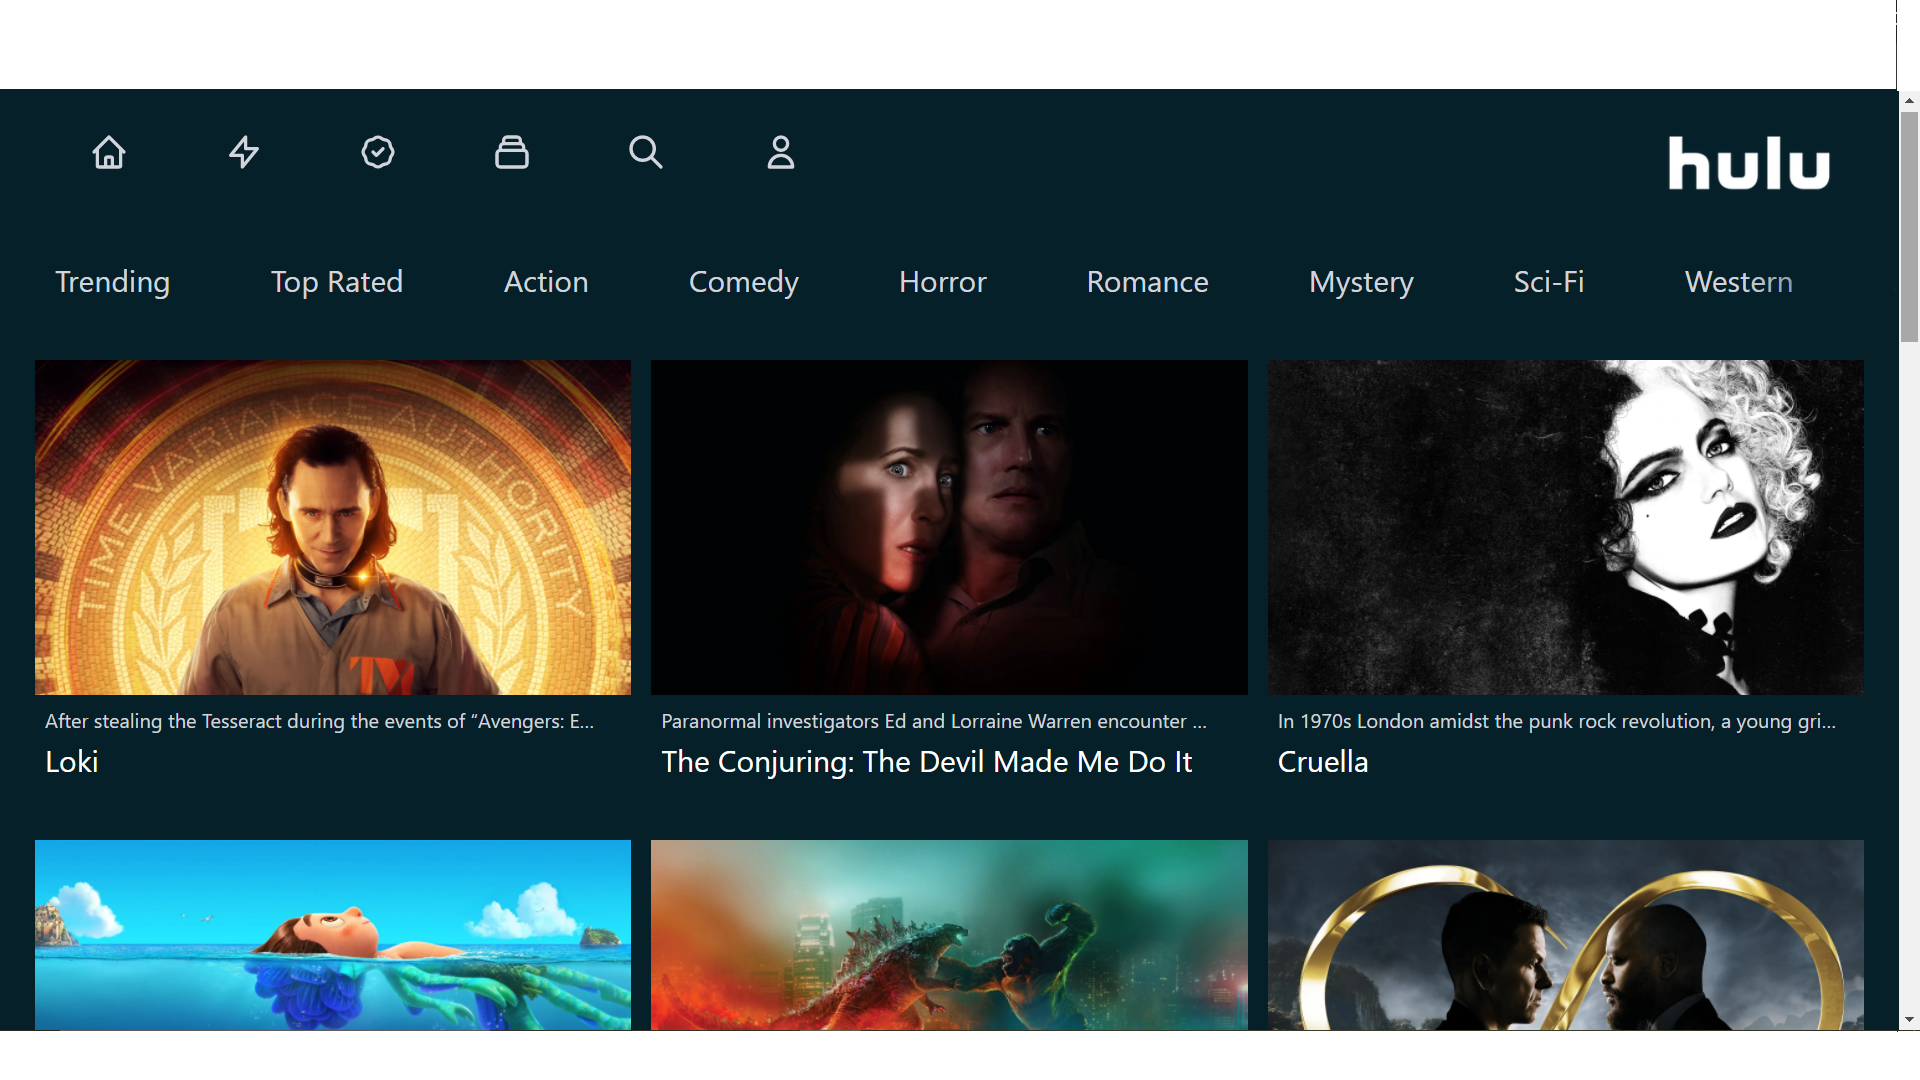 hulu
Trending Top Rated Action Comedy Horror Romance Mystery Sci-Fi Western
TIME VARIANCE AUTHORITY
After stealing the Tesseract during the events of “Avengers: E...
Loki
Paranormal investigators Ed and Lorraine Warren encounter ...
The Conjuring: The Devil Made Me Do It
In 1970s London amidst the punk rock revolution, a young gri...
Cruella